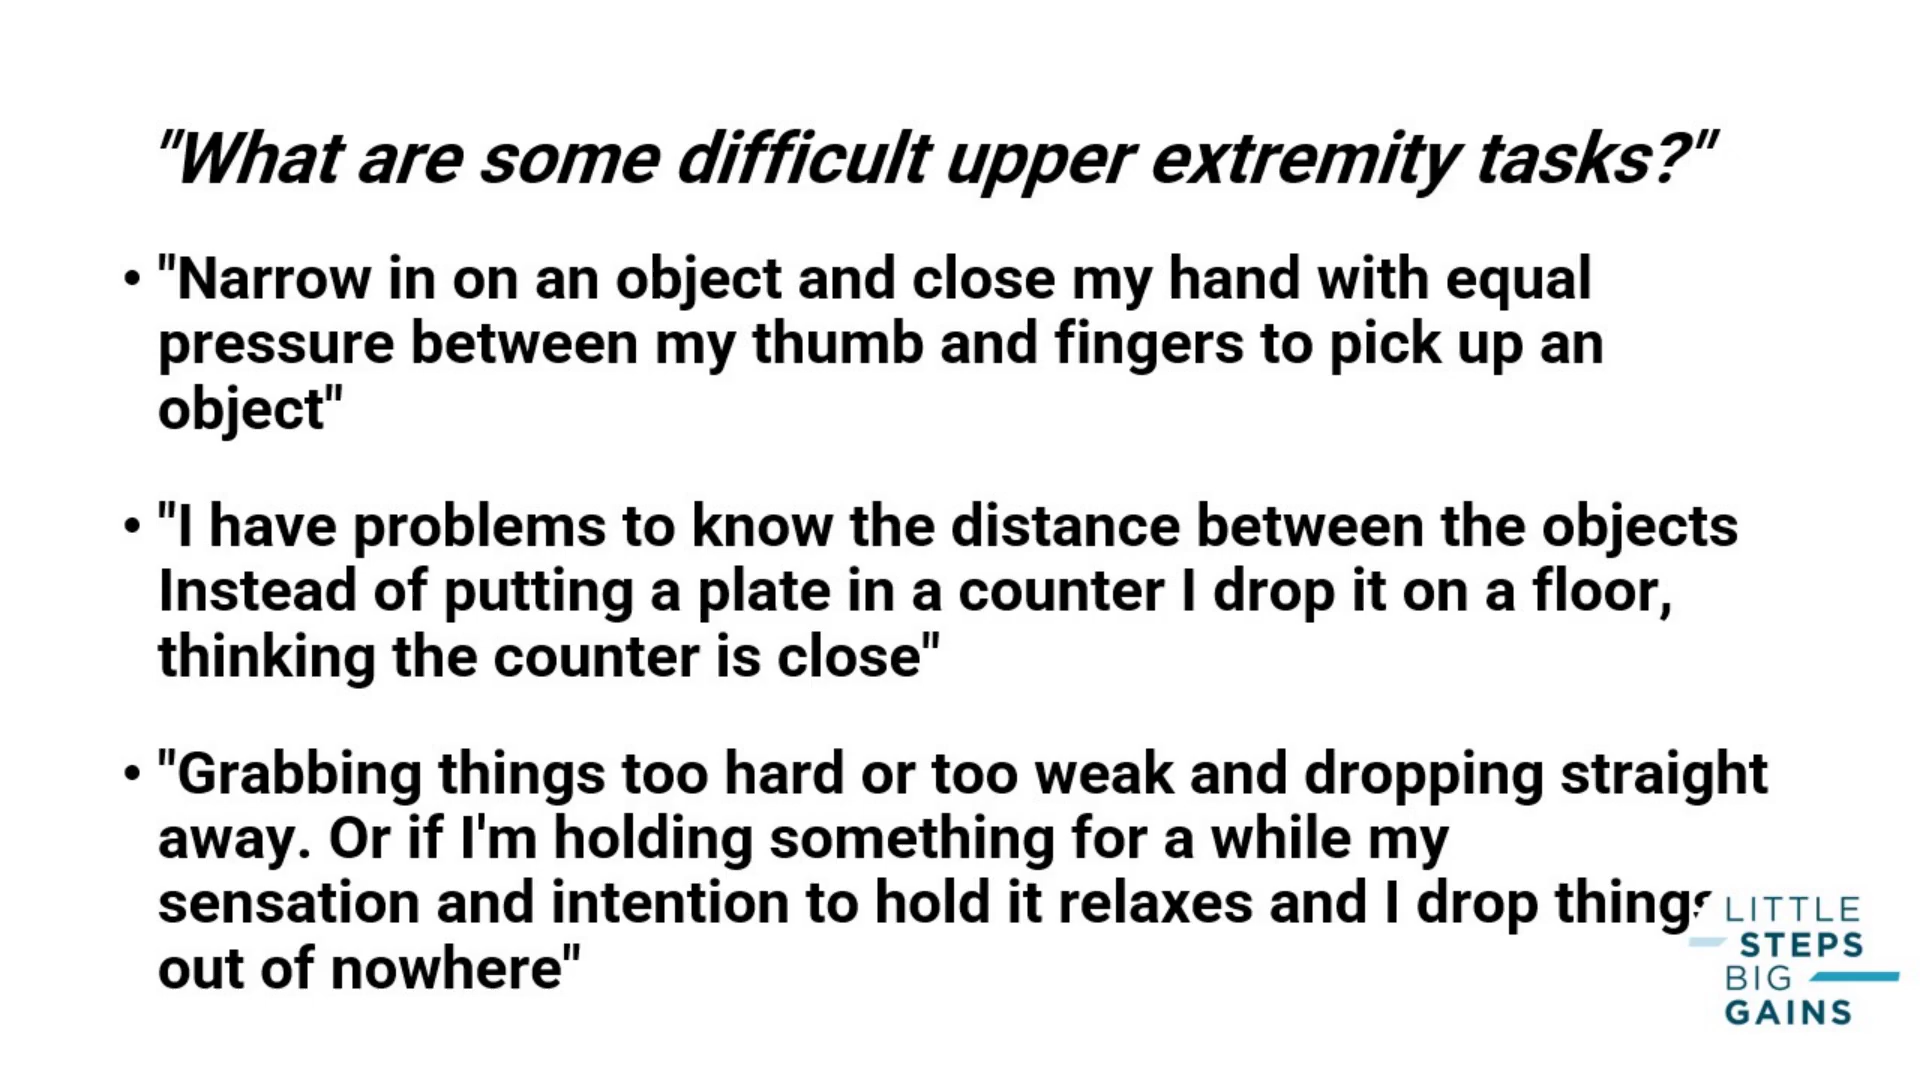 "What are some difficult upper extremity tasks?"
• "Narrow in on an object and close my hand with equal
pressure between my thumb and fingers to pick up an
object"
• "I have problems to know the distance between the objects
Instead of putting a plate in a counter I drop it on a floor,
thinking the counter is close"
• "Grabbing things too hard or too weak and dropping straight
away. Or if I'm holding something for a while my
sensation and intention to hold it relaxes and I drop things
out of nowhere"
LITTLE
STEPS
BIG
GAINS